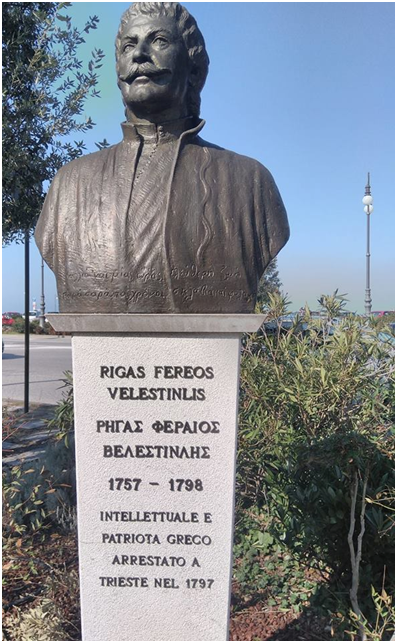 RIGAS FEREOS
VELESTINLIS
ΡΗΓΑΣ ΦΕΡΑΙΟΣ
ΒΕΛΕΣΤΙΝΛΗΣ
1757 - 1798
INTELLETTUALE E
PATRIOTA GRECO
ARRESTATO A
TRIESTE NEL 1797